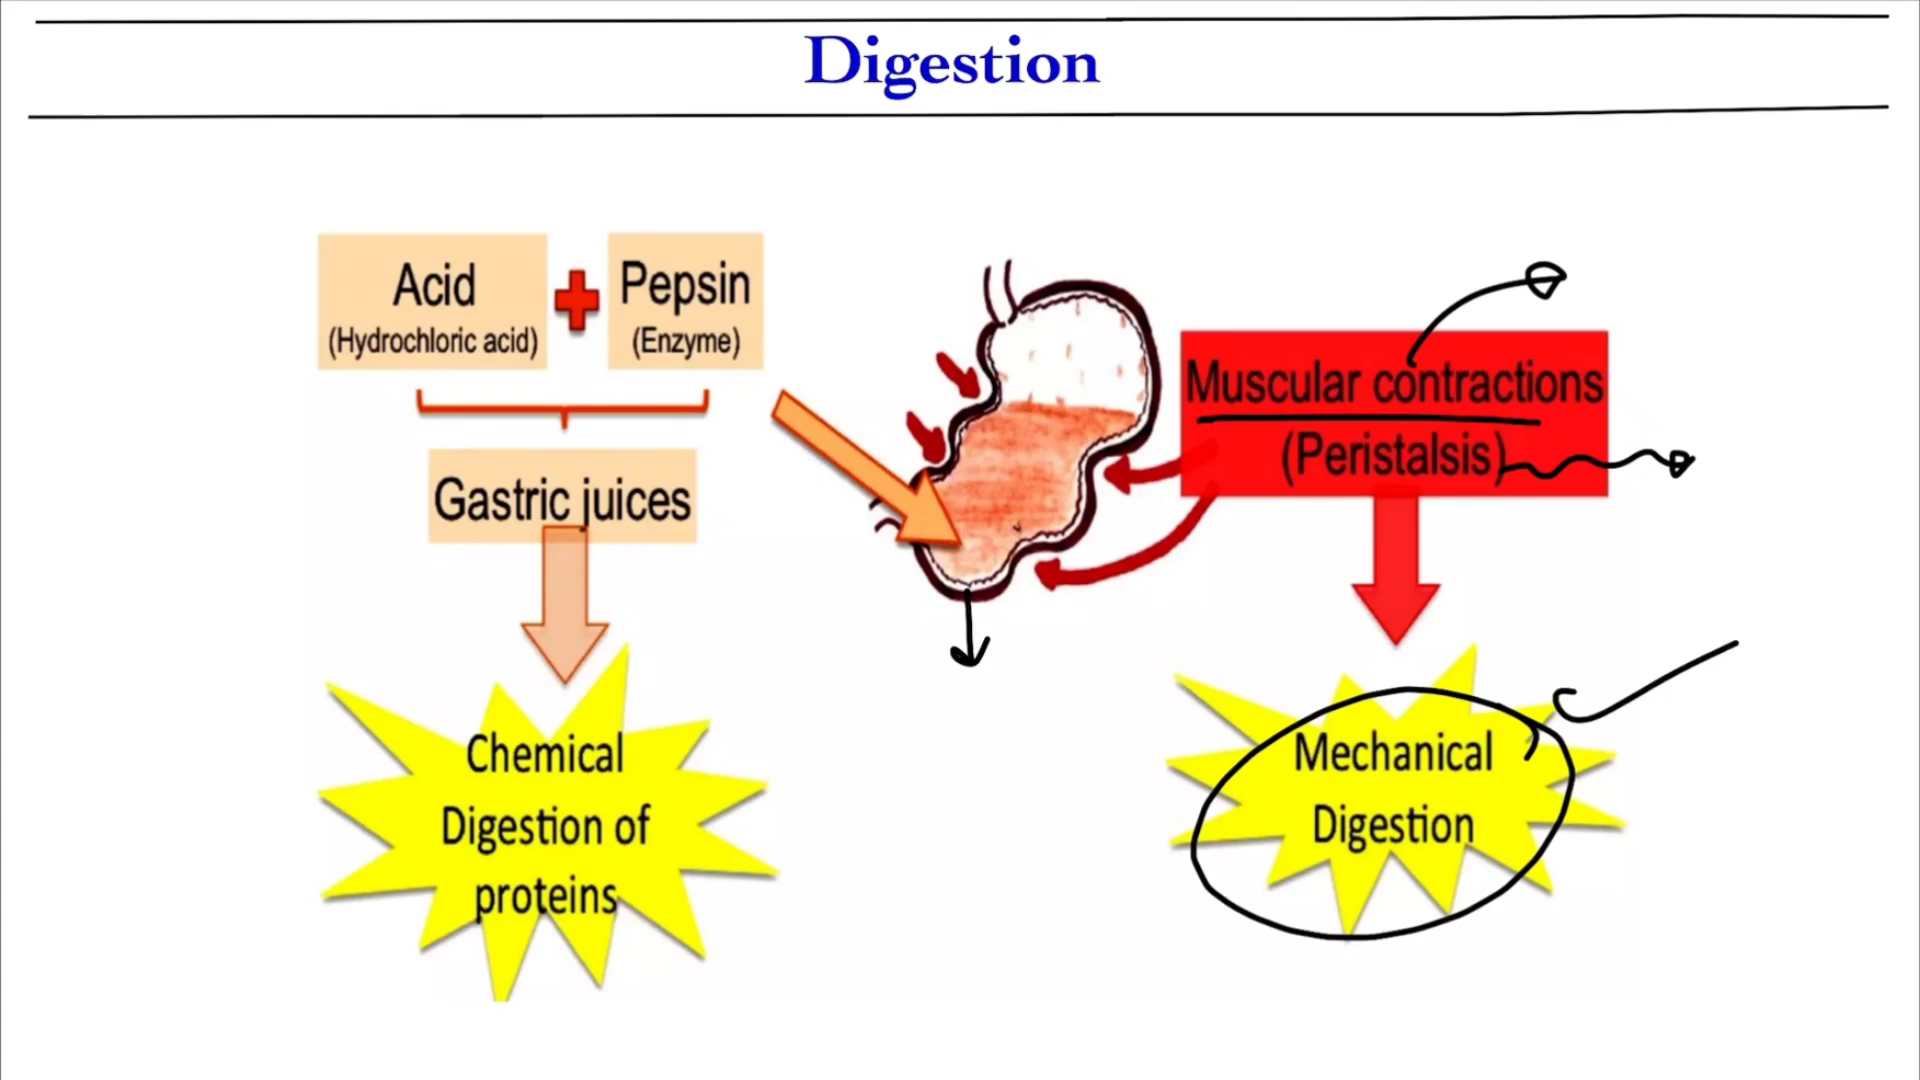 Digestion
Acid
(Hydrochloric acid)
Pepsin
(Enzyme)
Gastric juices
Chemical
Digestion of
proteins
Muscular contractions
(Peristalsis)
Mechanical
Digestion